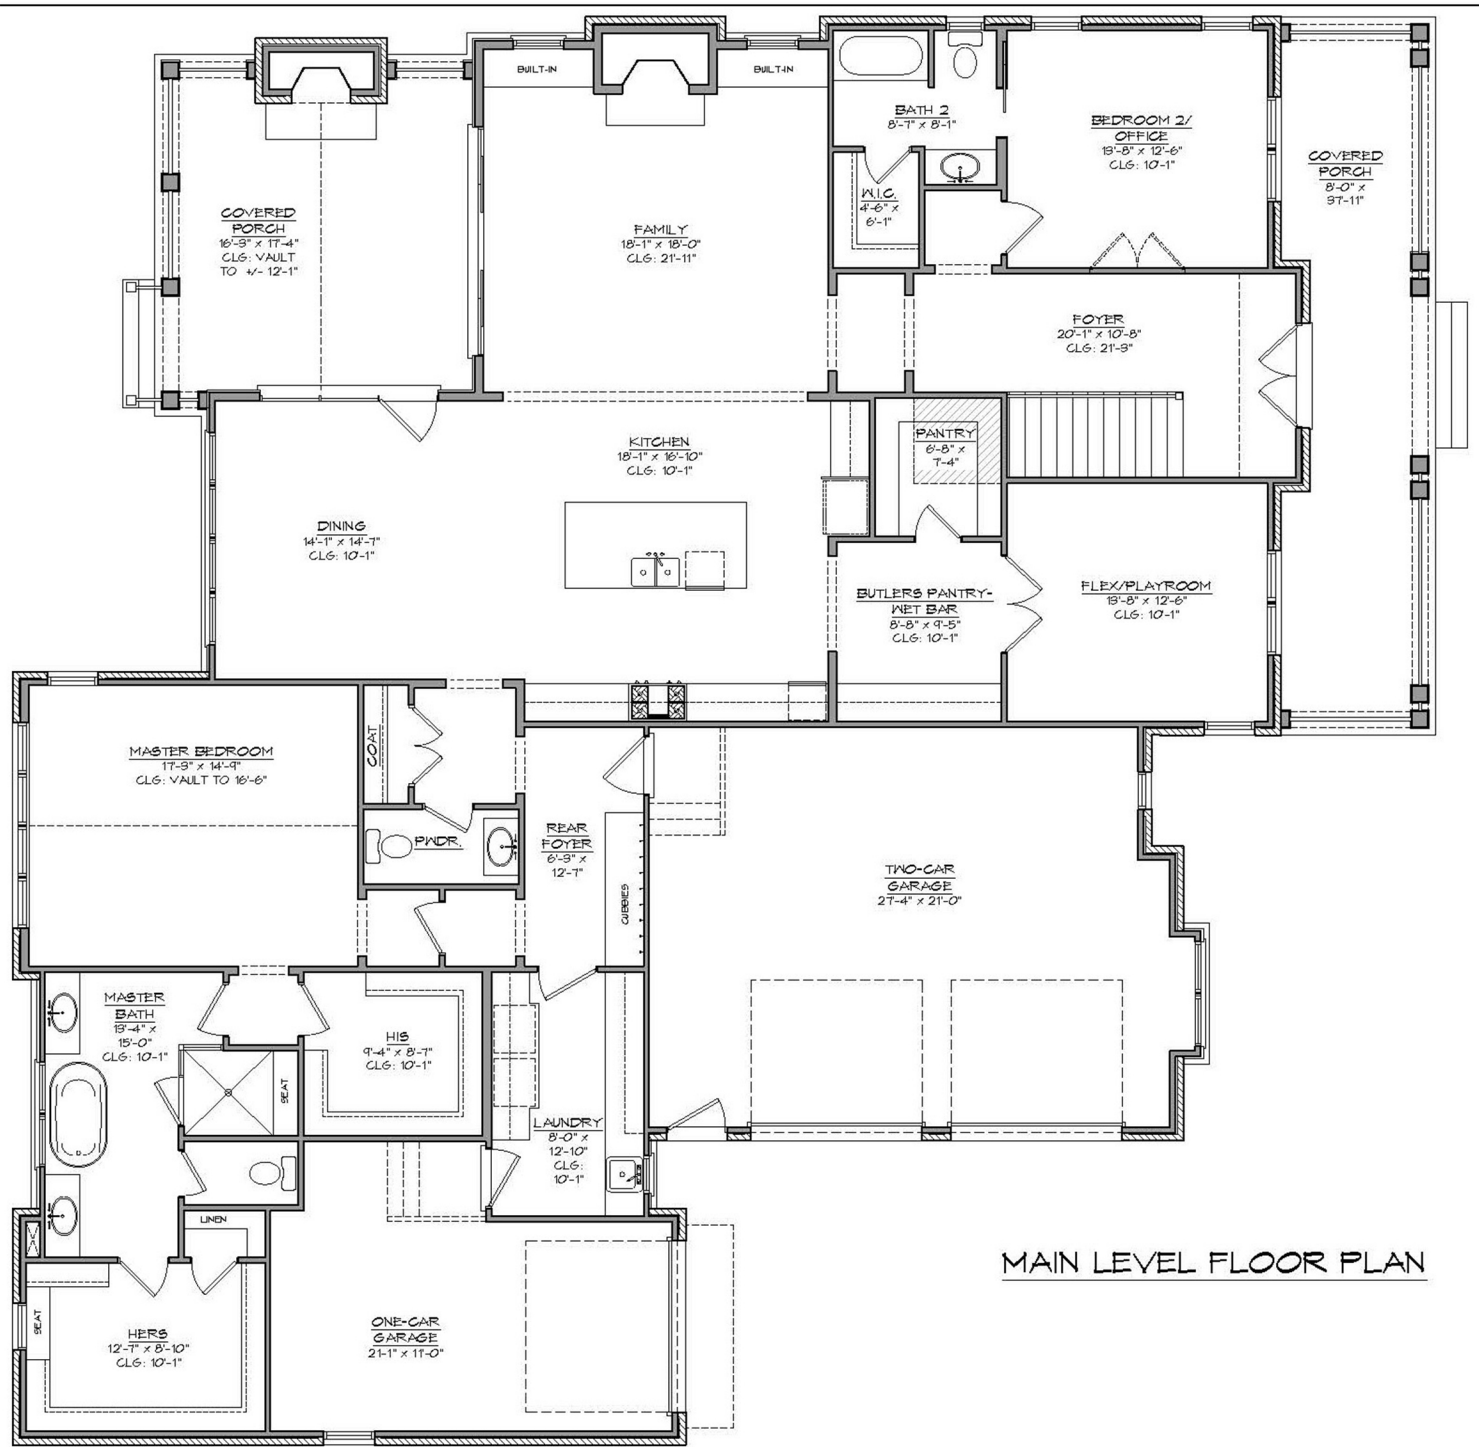 BUILT-IN
BUILT-IN
BATH 2
8'-7" x 8'-1"
BEDROOM 2/
OFFICE
13'-8" x 12'-6"
CLG: 10'-1"
COVERED
PORCH
8'-0" x
37'-11"
W.I.C.
4'-6" x
6'-1"
COVERED
PORCH
16'-3" x 17'-4"
CLG: VAULT
TO +/- 12'-1"
FAMILY
18'-1" x 18'-0"
CLG: 21'-11"
FOYER
20'-1" x 10'-8"
CLG: 21'-3"
KITCHEN
18'-1" x 16'-10"
CLG: 10'-1"
PANTRY
6'-8" x
7'-4"
DINING
14'-1" x 14'-7"
CLG: 10'-1"
BUTLERS PANTRY-
WET BAR
8'-8" x 9'-5"
CLG: 10'-1"
FLEX/PLAYROOM
13'-8" x 12'-6"
CLG: 10'-1"
MASTER BEDROOM
17'-3" x 14'-9"
CLG: VAULT TO 16'-6"
COAT
PWDR.
REAR
FOYER
6'-3" x
12'-7"
CUBBIES
TWO-CAR
GARAGE
27'-4" x 21'-0"
MASTER
BATH
13'-4" x
15'-0"
CLG: 10'-1"
HIS
9'-4" x 8'-7"
CLG: 10'-1"
SEAT
LAUNDRY
8'-0" x
12'-10"
CLG:
10'-1"
LINEN
SEAT
HERS
12'-7" x 8'-10"
CLG: 10'-1"
ONE-CAR
GARAGE
21'-1" x 11'-0"
MAIN LEVEL FLOOR PLAN